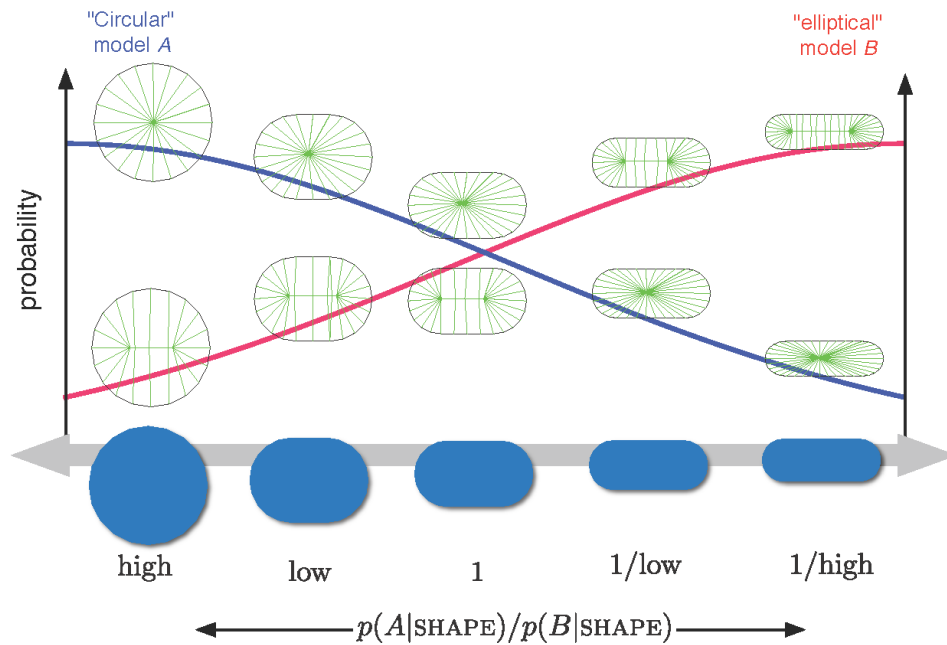 "Circular"
model A
"elliptical"
model B
probability
high
low
1
1/low
1/high
p(A|SHAPE)/p(B|SHAPE)